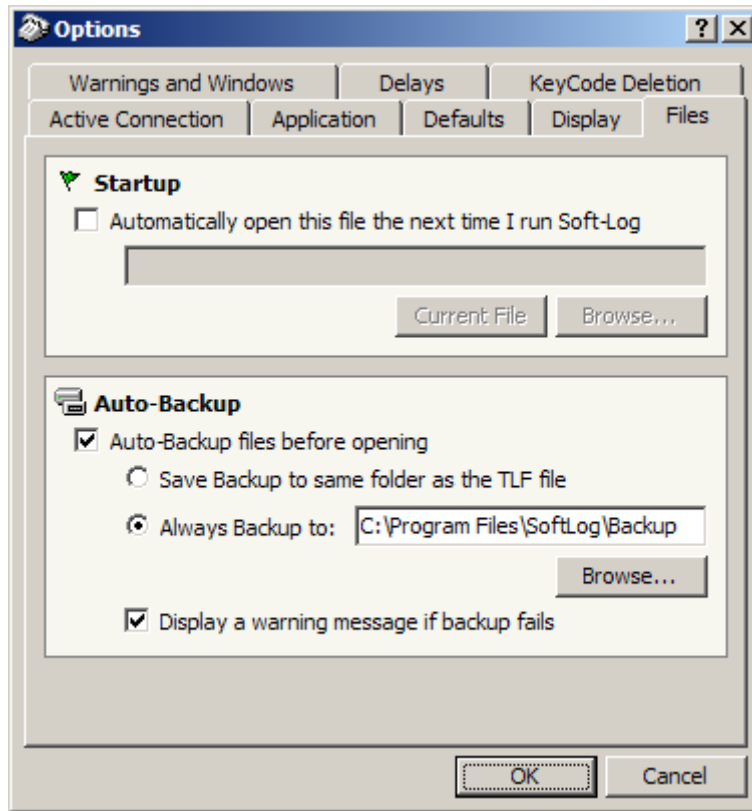 Options
Warnings and Windows Delays KeyCode Deletion
Active Connection Application Defaults Display Files
Startup
Automatically open this file the next time I run Soft-Log
Current File Browse...
Auto-Backup
Auto-Backup files before opening
Save Backup to same folder as the TLF file
Always Backup to: C:\Program Files\SoftLog\Backup
Browse...
Display a warning message if backup fails
OK Cancel